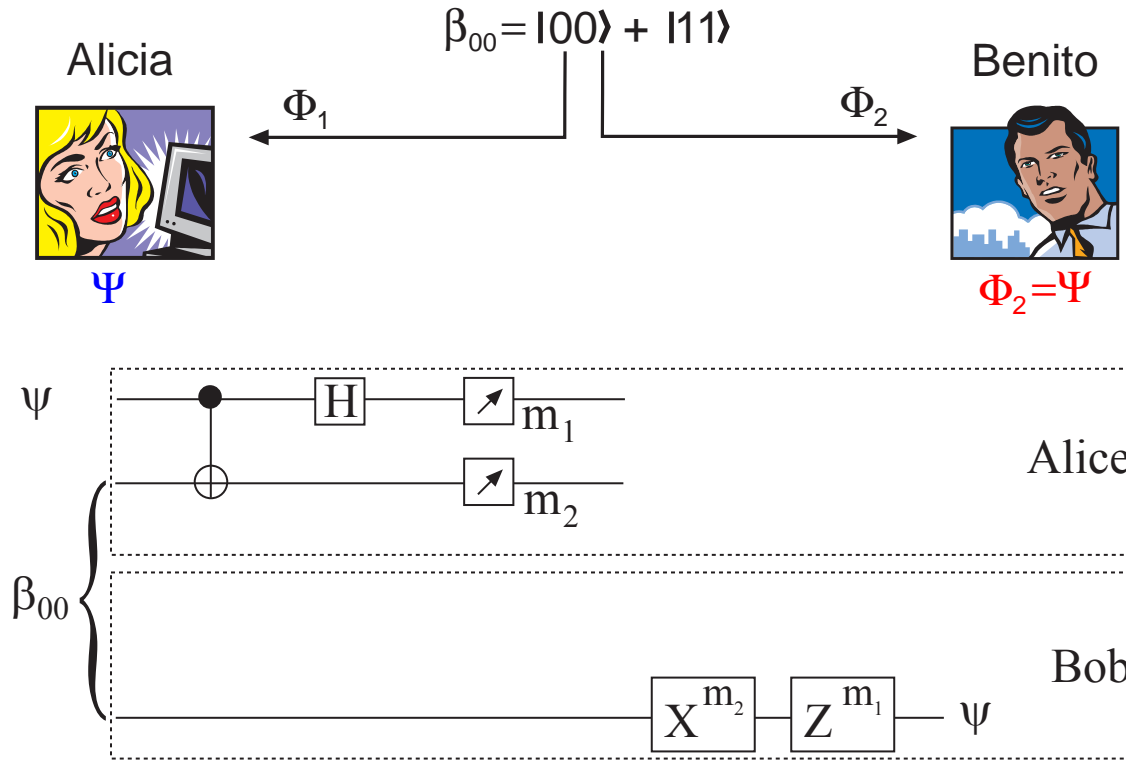 β₀₀ = |00⟩ + |11⟩
Alicia
Benito
Φ₁
Φ₂
Ψ
Φ₂=Ψ
ψ
H
m₁
Alice
m₂
β₀₀
Bob
X^m₂
Z^m₁
ψ